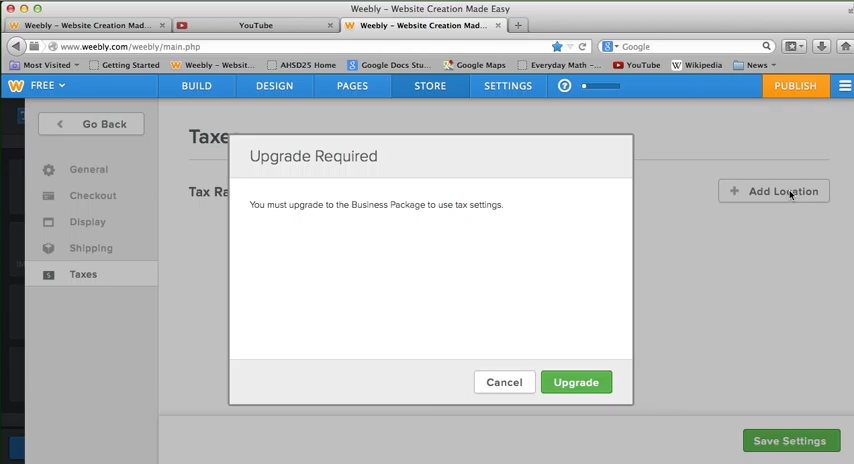 Weebly - Website Creation Made Easy
Weebly - Website Creation Mad...
YouTube
Weebly - Website Creation Mad...
www.weebly.com/weebly/main.php
Google
Most Visited
Getting Started
Weebly - Websit...
AHSD25 Home
Google Docs Stu...
Google Maps
Everyday Math -...
YouTube
Wikipedia
News
FREE
BUILD
DESIGN
PAGES
STORE
SETTINGS
PUBLISH
Go Back
General
Checkout
Display
Shipping
Taxes
Taxe
Tax Ra
+ Add Location
Upgrade Required
You must upgrade to the Business Package to use tax settings.
Cancel
Upgrade
Save Settings